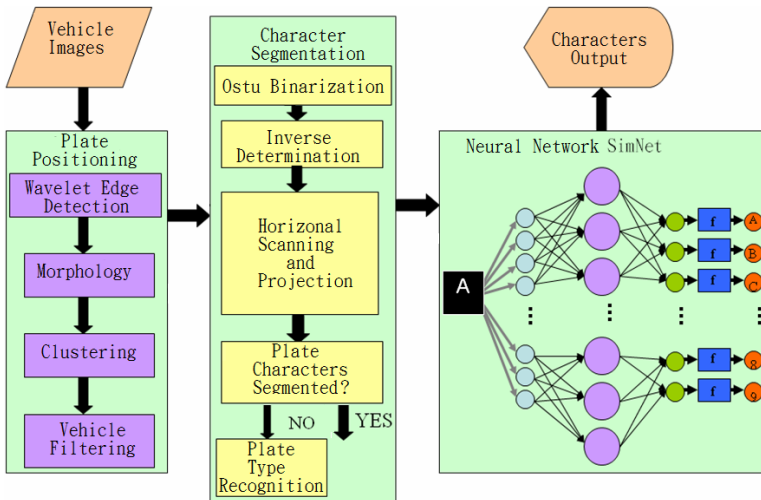 Vehicle
Images
Plate
Positioning
Wavelet Edge
Detection
Morphology
Clustering
Vehicle
Filtering
Character
Segmentation
Ostu Binarization
Inverse
Determination
Horizonal
Scanning
and
Projection
Plate
Characters
Segmented?
NO
YES
Plate
Type
Recognition
Characters
Output
Neural Network SimNet
A
f
A
f
B
f
C
f
8
f
9